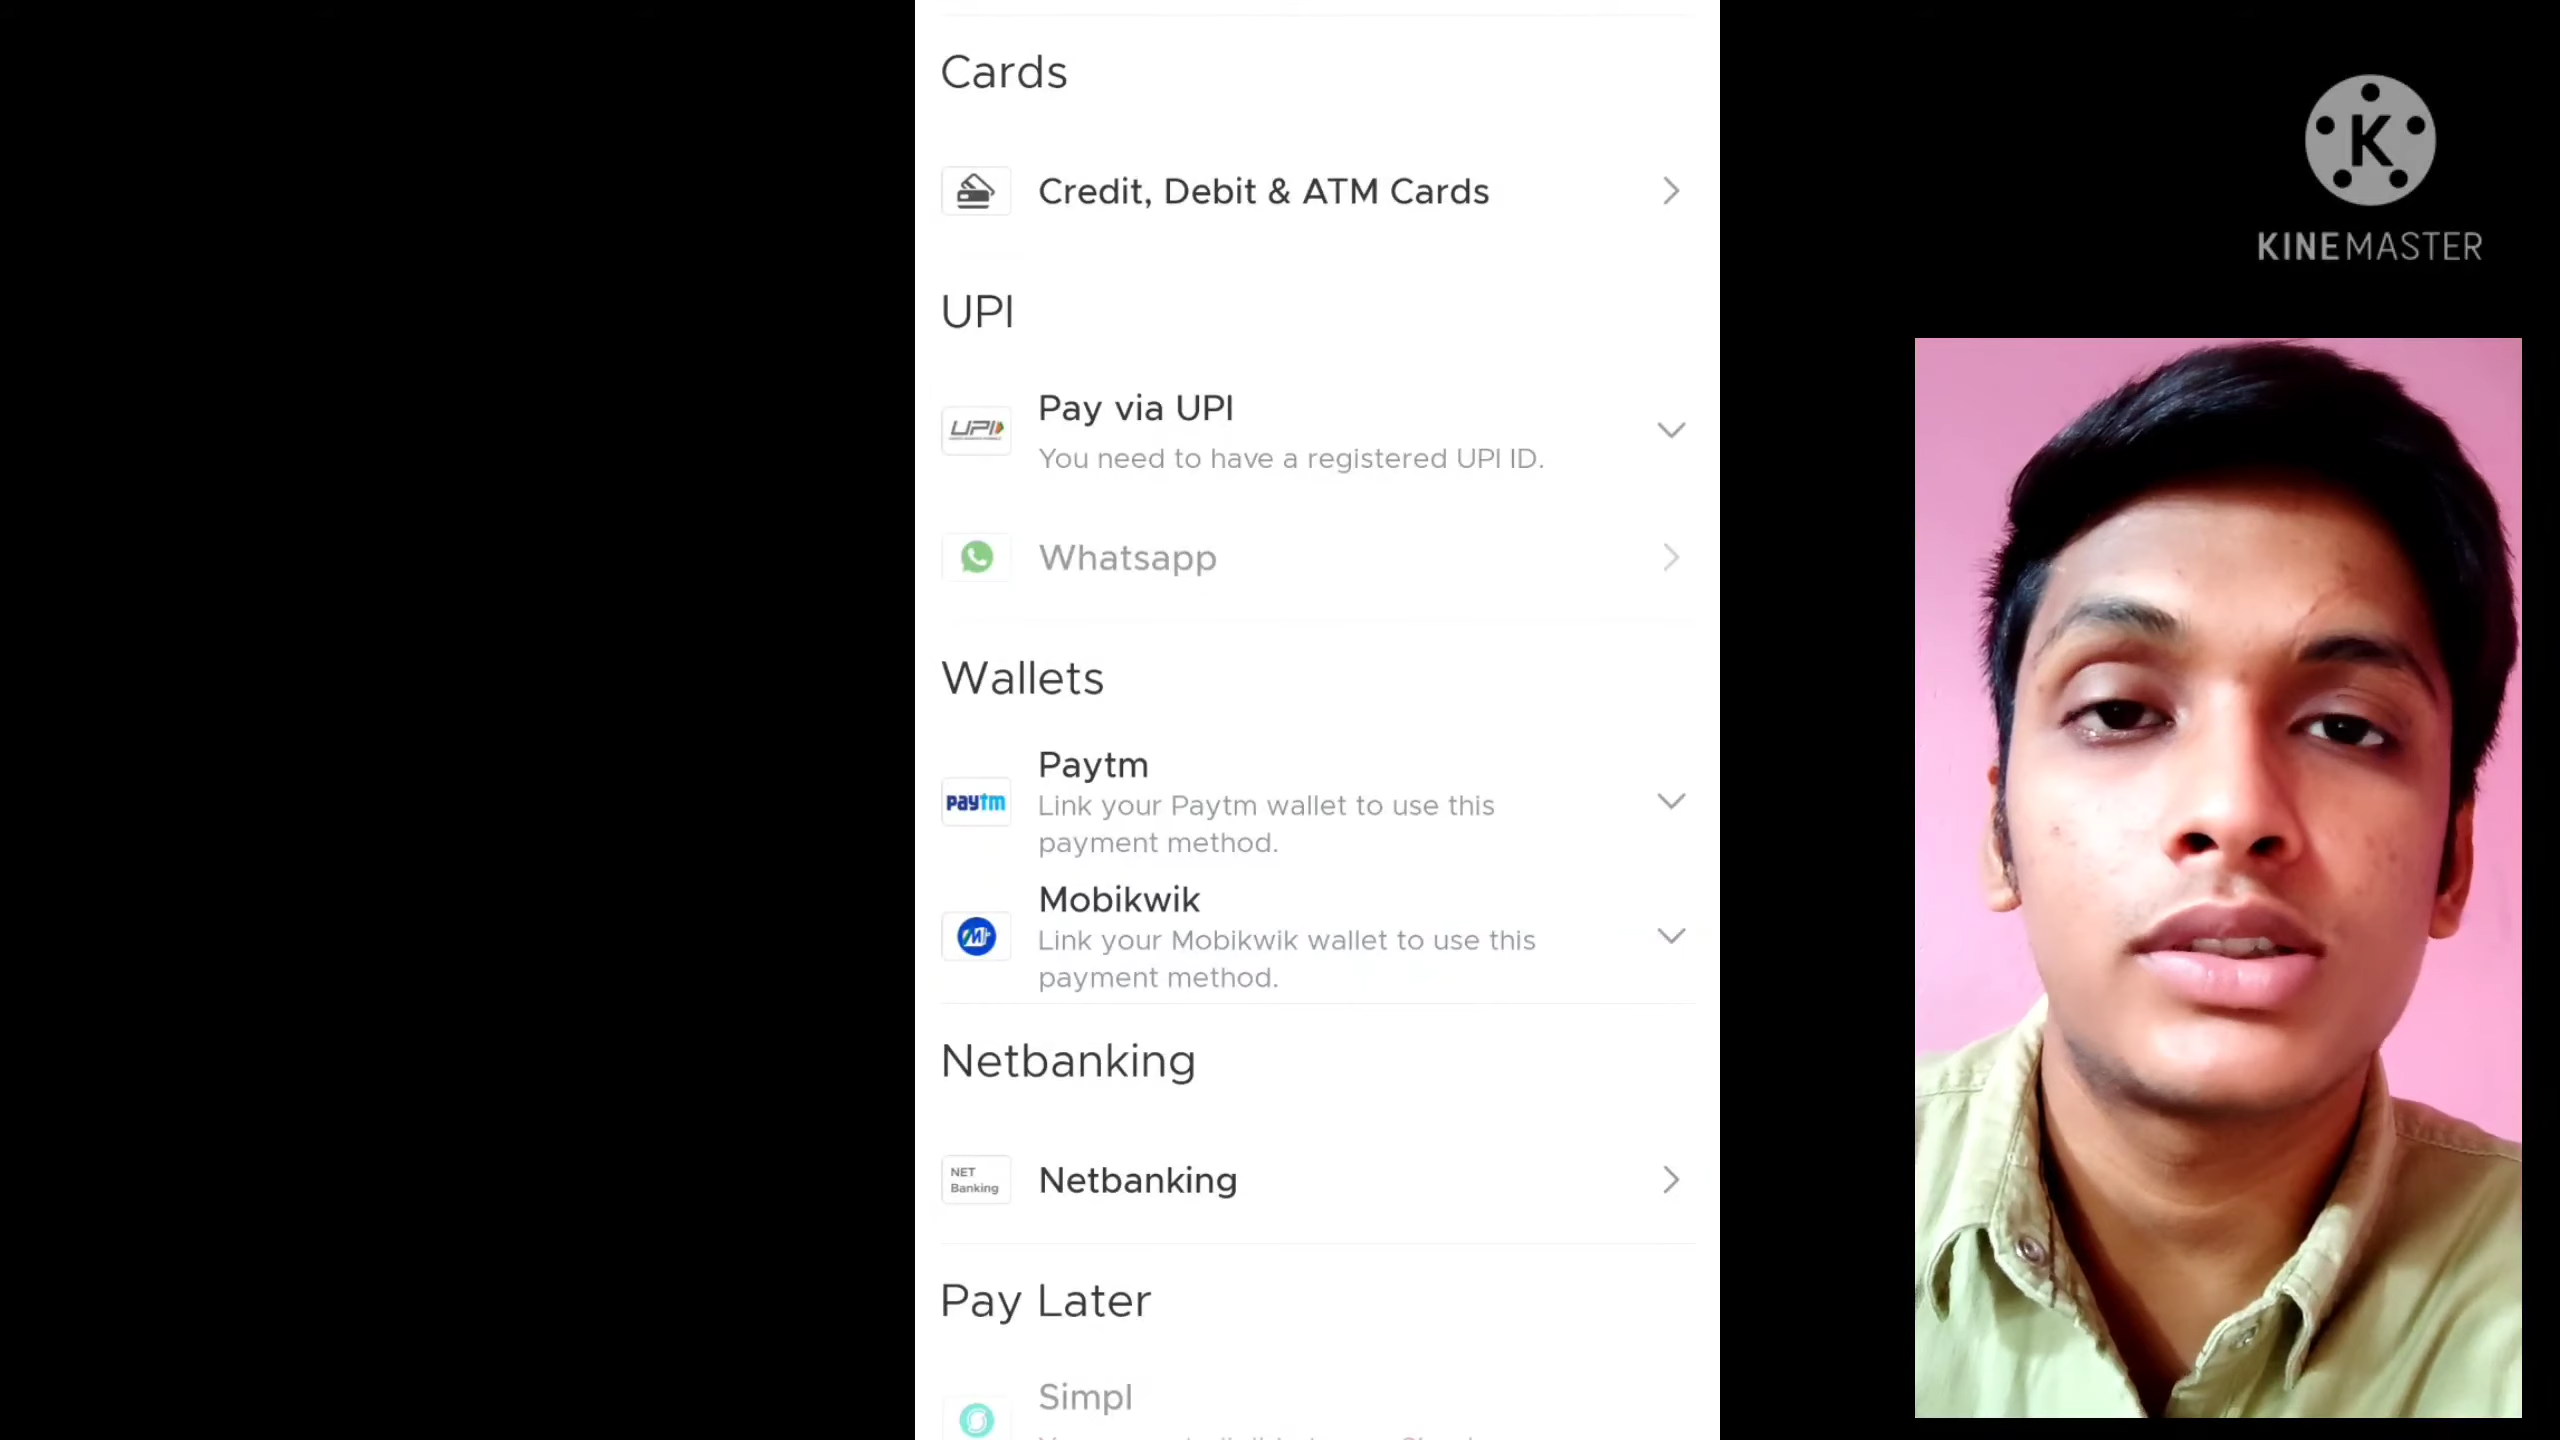 Cards
Credit, Debit & ATM Cards
UPI
UPI
Pay via UPI
You need to have a registered UPI ID.
Whatsapp
Wallets
paytm
Paytm
Link your Paytm wallet to use this
payment method.
Mobikwik
Link your Mobikwik wallet to use this
payment method.
Netbanking
NET
Banking
Netbanking
Pay Later
Simpl
K
KINEMASTER